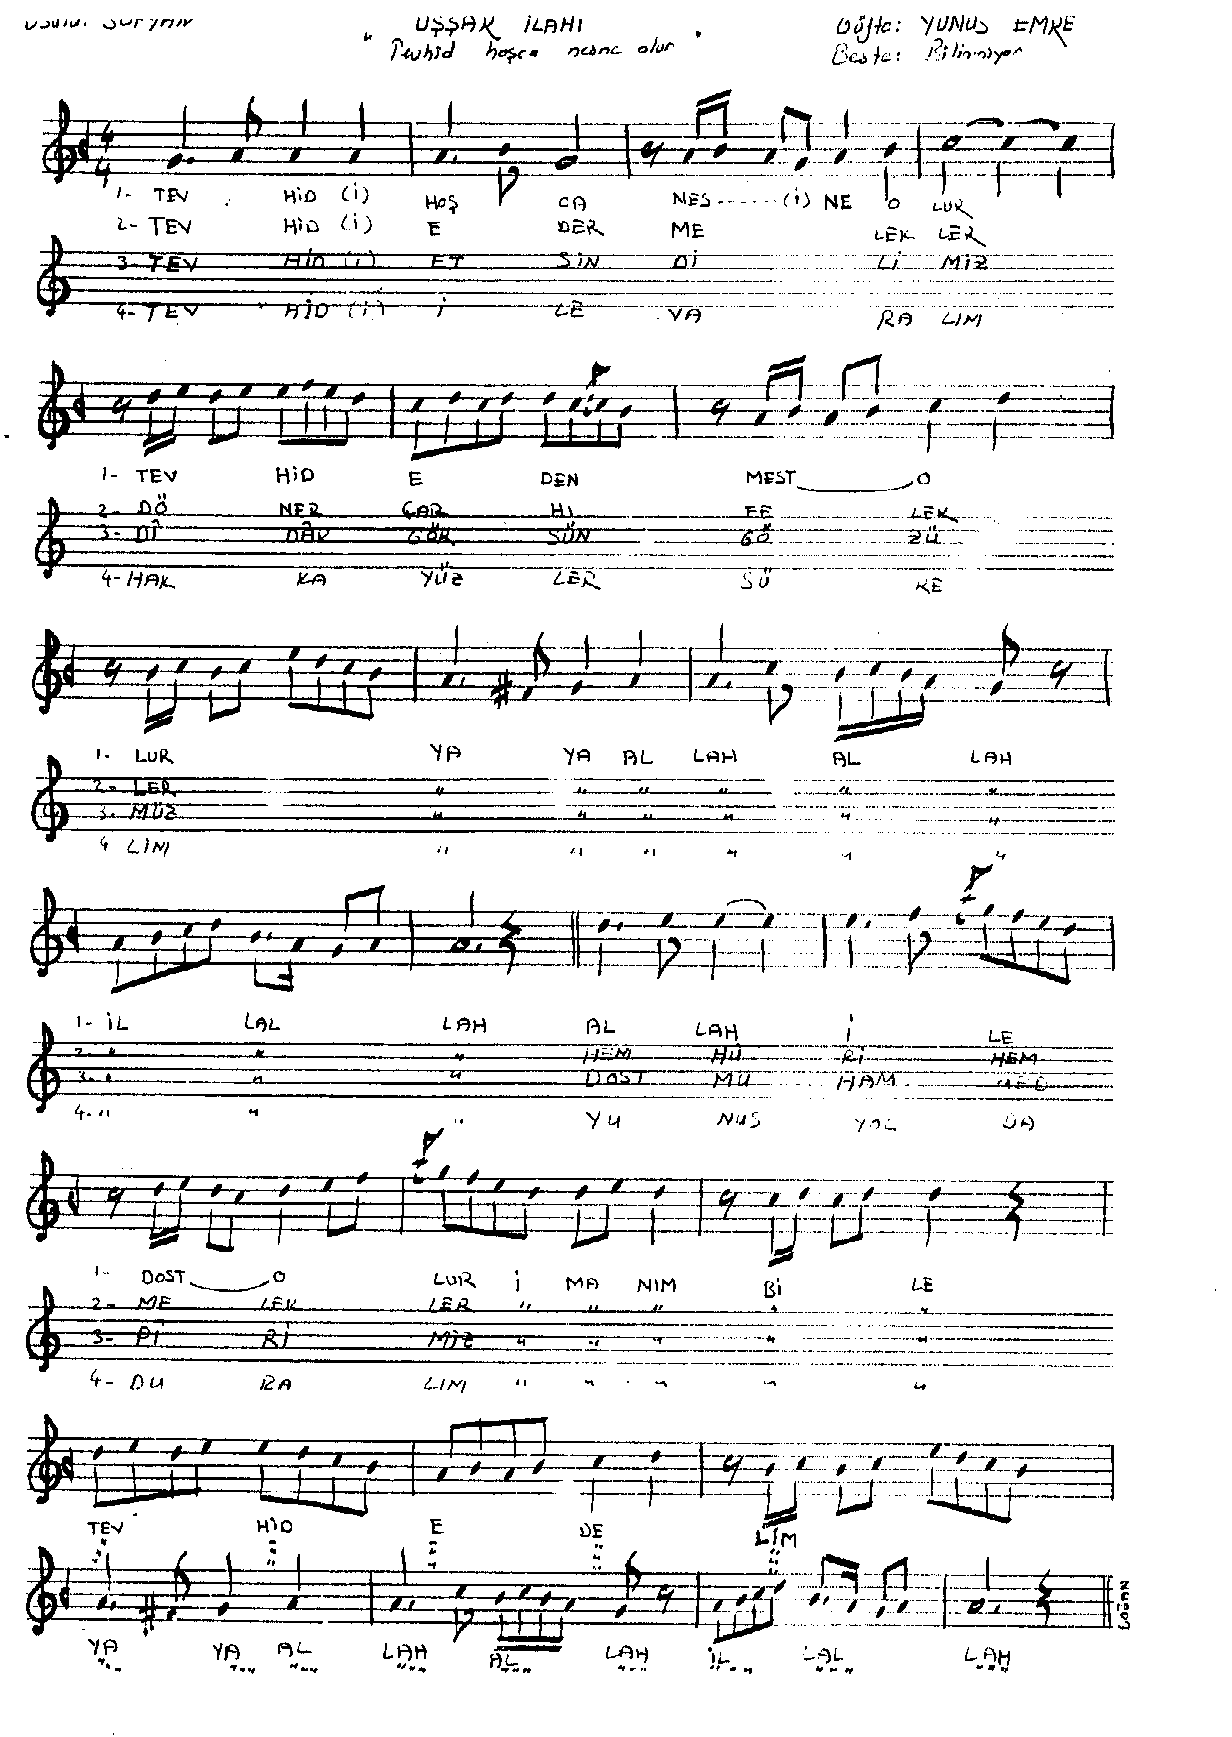 USULÜ: SOFYAN
UŞŞAK İLAHİ
Güfte: YUNUS EMRE
" Tevhid hoşca nesne olur "
Beste: Bilinmiyor
1- TEV HİD (İ) HOŞ CA NES------(İ) NE O LUR
2- TEV HİD (İ) E DER ME LEK LER
3- TEV HİD (İ) ET SİN Dİ Lİ MİZ
4- TEV HİD (İ) İ LE VA RA LIM
1- TEV HİD E DEN MEST O
2- DÖ NER ÇAR HI FE LEK
3- DÎ DÂR GÖR SÜN GÖ ZÜ
4- HAK KA YÜZ LER SÜ RE
1- LUR YA YA AL LAH AL LAH
2- LER " " " " " "
3- MÜZ " " " " " "
4 LIM " " " " " "
1- İL LAL LAH AL LAH İ LE
2- " " " HEM HU Rİ HEM
3- " " " DOST MU HAM MED
4- " " " YU NUS YOL DA
1- DOST O LUR İ MA NIM Bİ LE
2- ME LEK LER " " " " "
3- Pİ Rİ MİZ " " " " "
4- DU RA LIM " " " " "
TEV HİD E DE LİM
YA YA AL LAH AL LAH İL LAL LAH